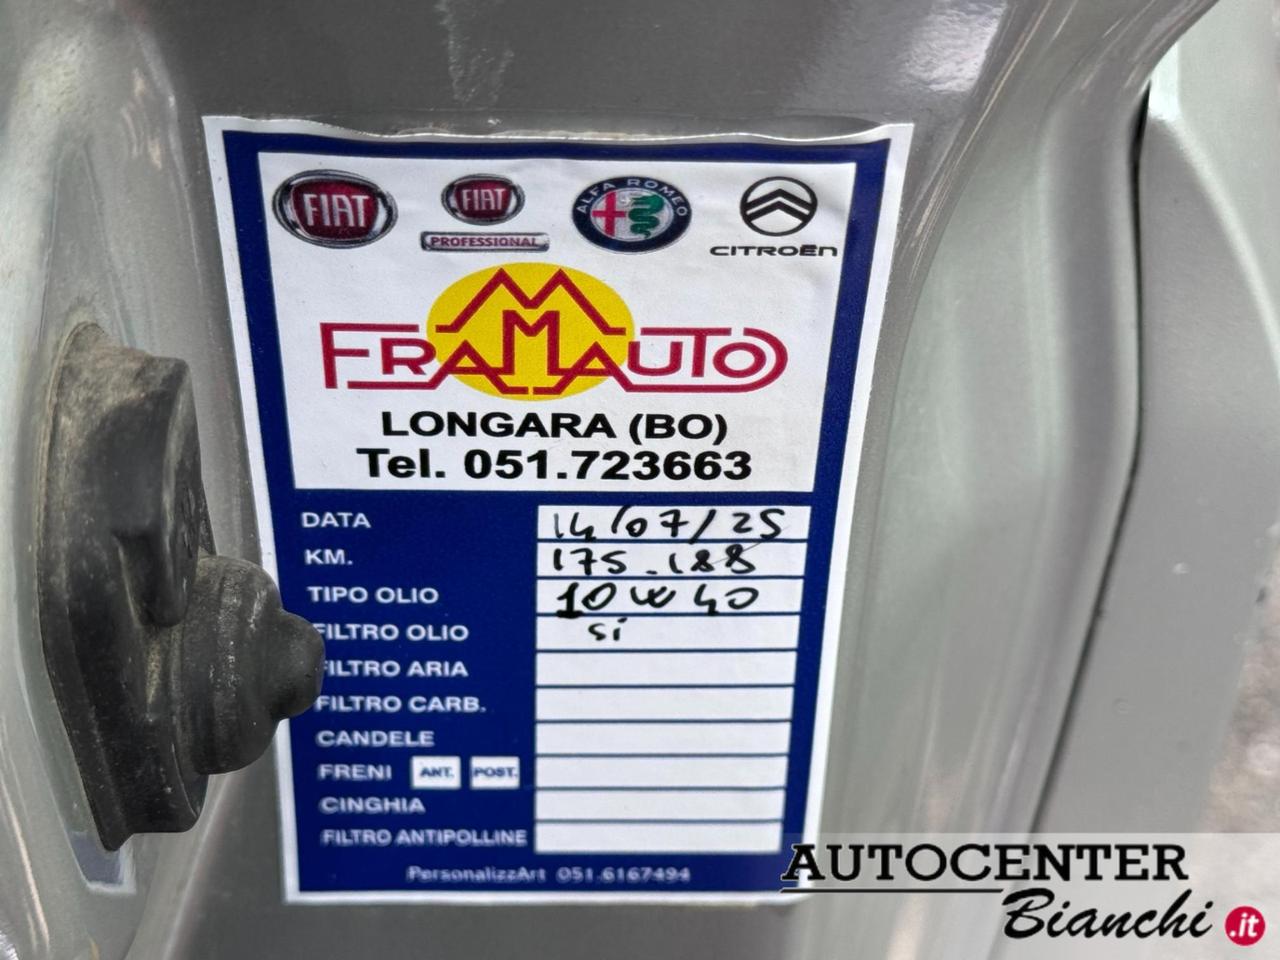 FIAT
FIAT
PROFESSIONAL
ALFA ROMEO
CITROËN
FRAMAUTO
LONGARA (BO)
Tel. 051.723663
DATA 14/07/25
KM. 175.188
TIPO OLIO 10W40
FILTRO OLIO si
FILTRO ARIA
FILTRO CARB.
CANDELE
FRENI ANT. POST.
CINGHIA
FILTRO ANTIPOLLINE
PersonalizzArt 051.6167494
AUTOCENTER
Bianchi.it